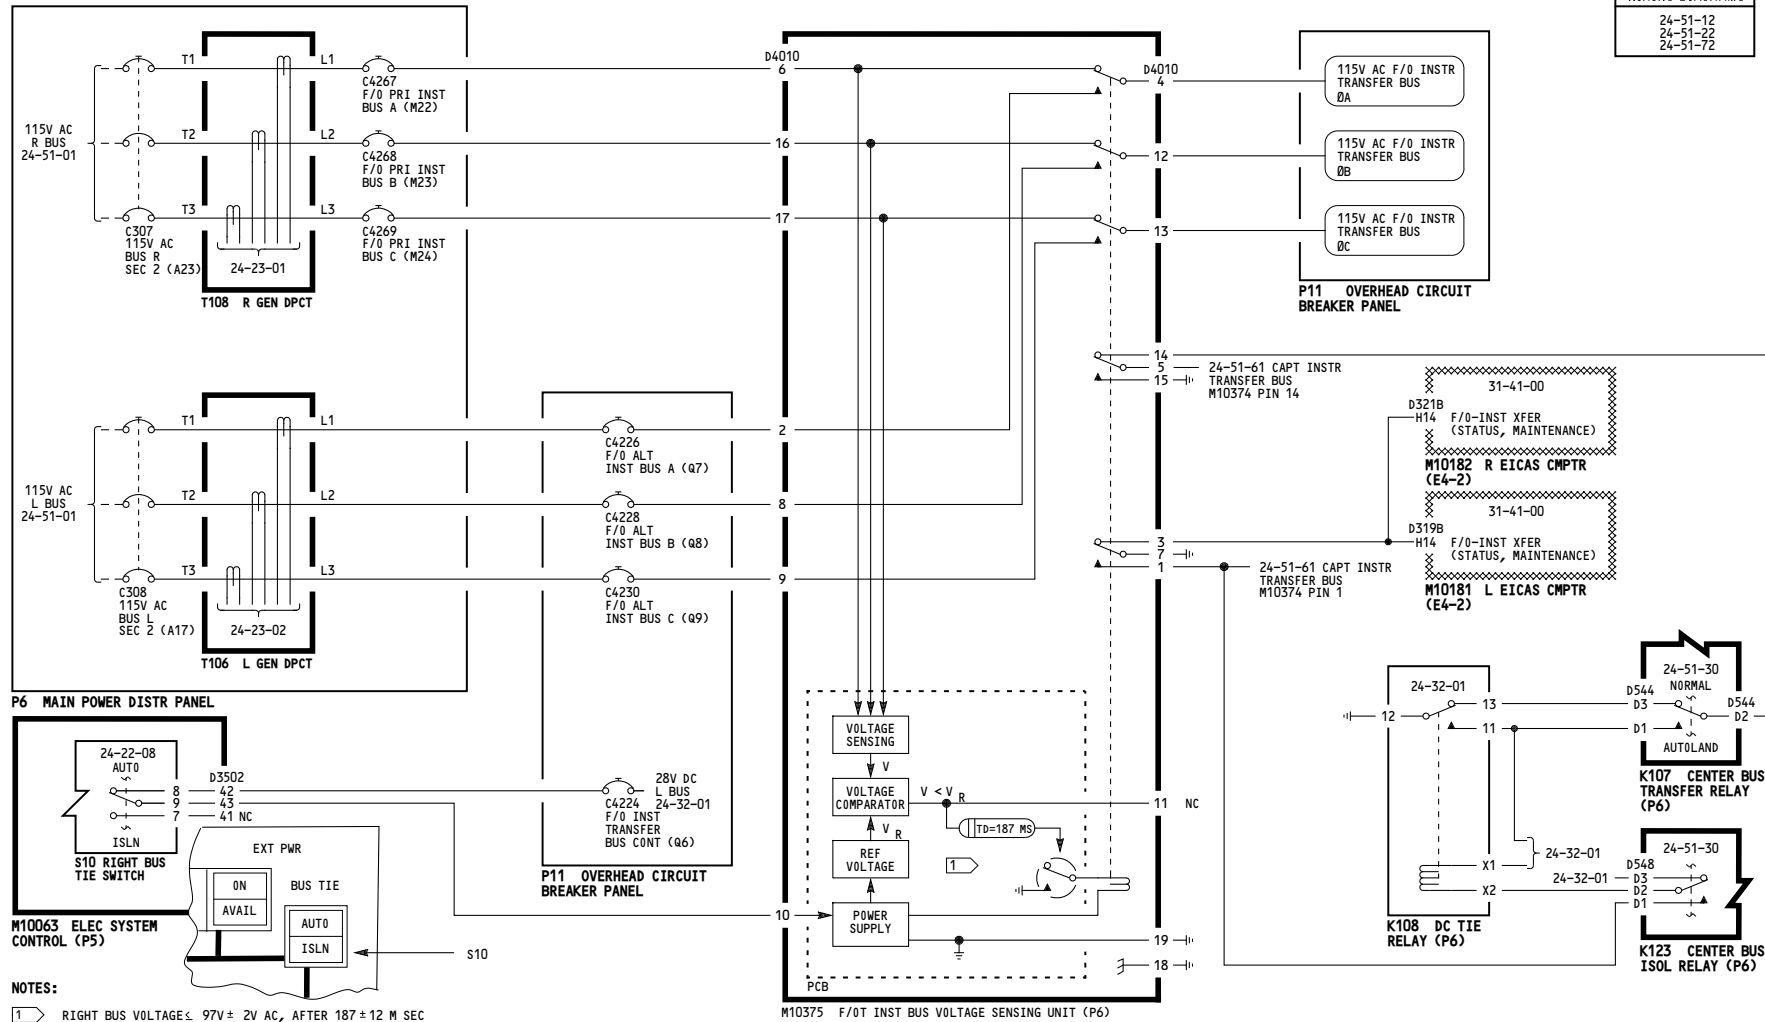 24-51-12
24-51-22
24-51-72
115V AC
R BUS
24-51-01
T1
T2
T3
L1
L2
L3
C307
115V AC
BUS R
SEC 2 (A23)
24-23-01
T108 R GEN DPCT
C4267
F/O PRI INST
BUS A (M22)
C4268
F/O PRI INST
BUS B (M23)
C4269
F/O PRI INST
BUS C (M24)
115V AC
L BUS
24-51-01
T1
T2
T3
L1
L2
L3
C308
115V AC
BUS L
SEC 2 (A17)
24-23-02
T106 L GEN DPCT
P6 MAIN POWER DISTR PANEL
C4226
F/O ALT
INST BUS A (Q7)
C4228
F/O ALT
INST BUS B (Q8)
C4230
F/O ALT
INST BUS C (Q9)
28V DC
L BUS
24-32-01
C4224
F/O INST
TRANSFER
BUS CONT (Q6)
P11 OVERHEAD CIRCUIT
BREAKER PANEL
24-22-08
AUTO
8
9
7
ISLN
D3502
42
43
41 NC
S10 RIGHT BUS
TIE SWITCH
M10063 ELEC SYSTEM
CONTROL (P5)
EXT PWR
ON
AVAIL
BUS TIE
AUTO
ISLN
S10
NOTES:
1 RIGHT BUS VOLTAGE ≤ 97V ± 2V AC, AFTER 187 ± 12 M SEC
D4010
6
16
17
2
8
9
10
VOLTAGE
SENSING
V
VOLTAGE
COMPARATOR
V R
REF
VOLTAGE
POWER
SUPPLY
V < V R
TD=187 MS
1
PCB
M10375 F/OT INST BUS VOLTAGE SENSING UNIT (P6)
D4010
4
12
13
14
5
15
3
7
1
11 NC
19
18
115V AC F/O INSTR
TRANSFER BUS
ØA
115V AC F/O INSTR
TRANSFER BUS
ØB
115V AC F/O INSTR
TRANSFER BUS
ØC
P11 OVERHEAD CIRCUIT
BREAKER PANEL
24-51-61 CAPT INSTR
TRANSFER BUS
M10374 PIN 14
31-41-00
D321B
H14 F/O-INST XFER
(STATUS, MAINTENANCE)
M10182 R EICAS CMPTR
(E4-2)
31-41-00
D319B
H14 F/O-INST XFER
(STATUS, MAINTENANCE)
M10181 L EICAS CMPTR
(E4-2)
24-51-61 CAPT INSTR
TRANSFER BUS
M10374 PIN 1
24-32-01
12
13
11
X1
X2
K108 DC TIE
RELAY (P6)
24-32-01
24-32-01
24-51-30
NORMAL
D544
D3
D1
D544
D2
AUTOLAND
K107 CENTER BUS
TRANSFER RELAY
(P6)
24-51-30
D548
D3
D2
D1
K123 CENTER BUS
ISOL RELAY (P6)